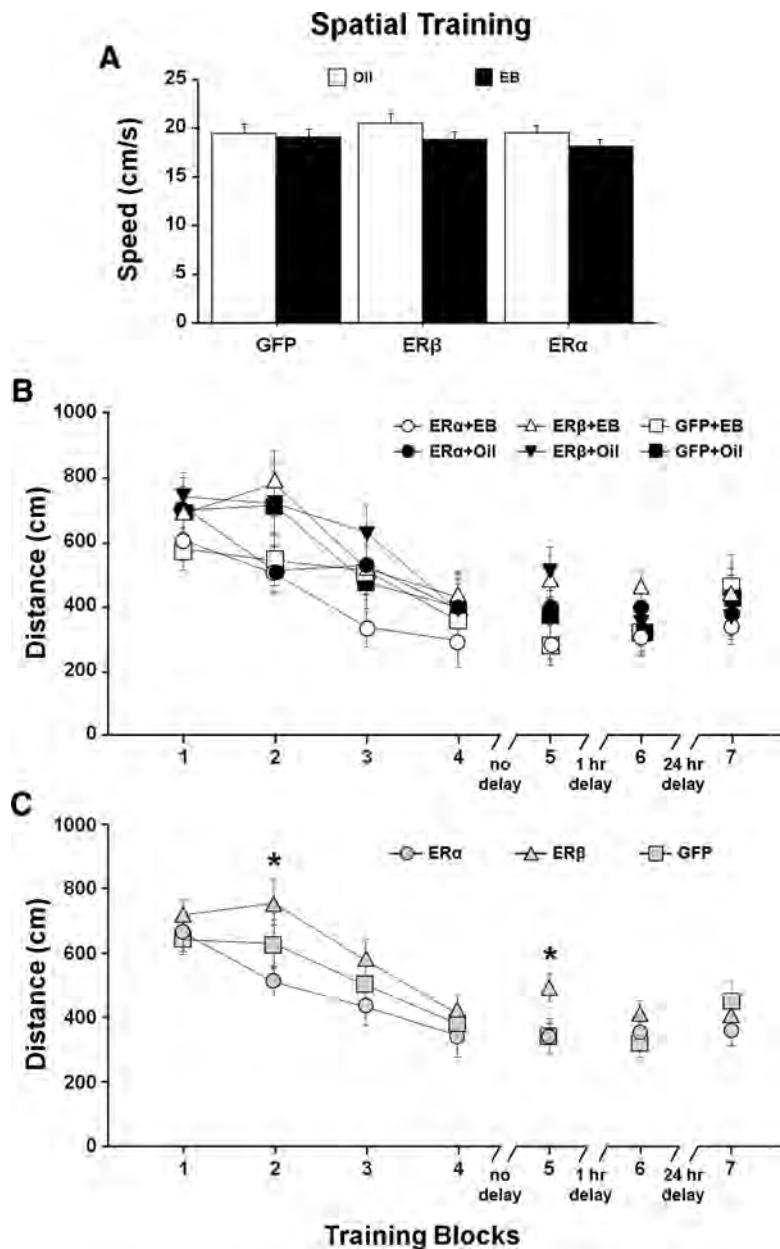 Spatial Training
A
Oil EB
25
20
15
10
5
0
Speed (cm/s)
GFP ERβ ERα
B
ERα+EB ERβ+EB GFP+EB
ERα+Oil ERβ+Oil GFP+Oil
1000
800
600
400
200
0
Distance (cm)
1 2 3 4 no delay 5 1 hr delay 6 24 hr delay 7
C
ERα ERβ GFP
1000
800
600
400
200
0
Distance (cm)
* *
1 2 3 4 no delay 5 1 hr delay 6 24 hr delay 7
Training Blocks